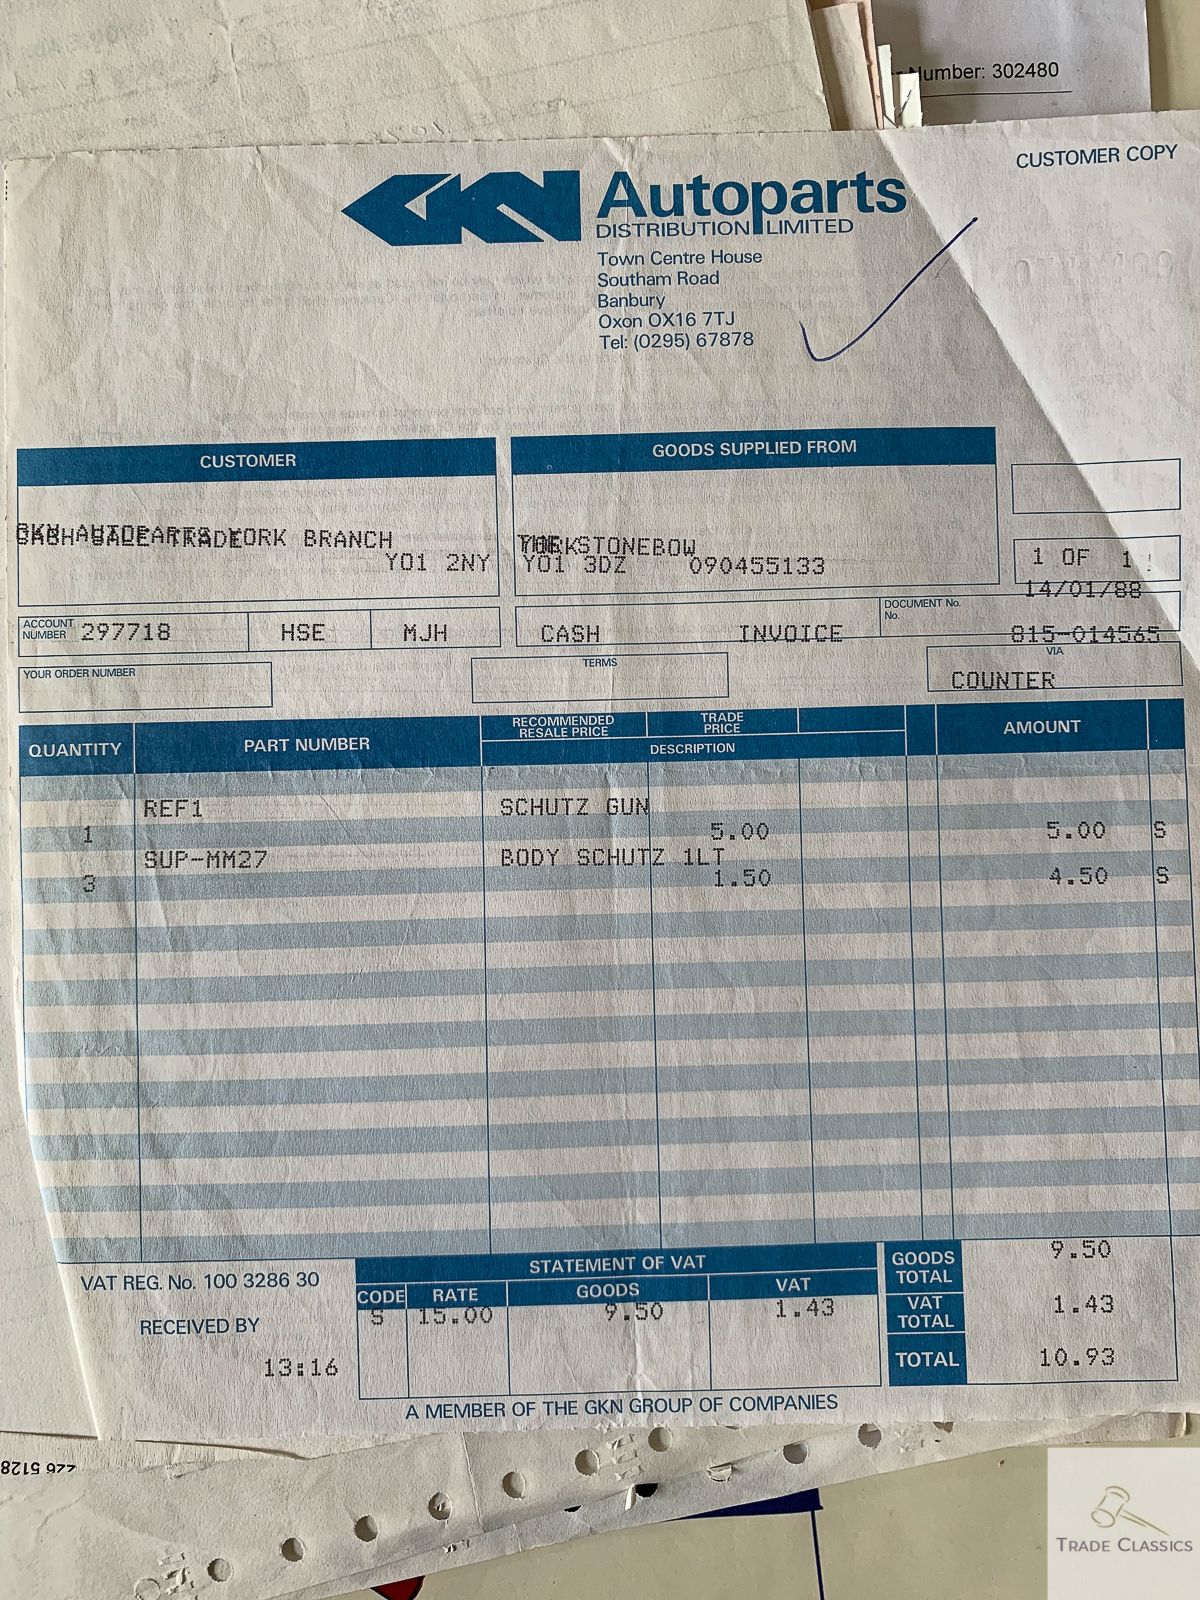 Number: 302480
CUSTOMER COPY
GKN Autoparts
DISTRIBUTION LIMITED
Town Centre House
Southam Road
Banbury
Oxon OX16 7TJ
Tel: (0295) 67878
CUSTOMER
GOODS SUPPLIED FROM
YORK BRANCH
YO1 2NY
STONEBOW
YO1 3DZ 090455133
1 OF 1
14/01/88
ACCOUNT NUMBER 297718 HSE MJH
CASH INVOICE
DOCUMENT No.
No.
815-014565
YOUR ORDER NUMBER
TERMS
VIA
COUNTER
QUANTITY PART NUMBER RECOMMENDED RESALE PRICE TRADE PRICE AMOUNT
DESCRIPTION
REF1 SCHUTZ GUN
1 5.00 5.00 S
SUP-MM27 BODY SCHUTZ 1LT
3 1.50 4.50 S
VAT REG. No. 100 3286 30
RECEIVED BY
13:16
STATEMENT OF VAT
CODE RATE GOODS VAT
S 15.00 9.50 1.43
GOODS TOTAL 9.50
VAT TOTAL 1.43
TOTAL 10.93
A MEMBER OF THE GKN GROUP OF COMPANIES
5128
TRADE CLASSICS